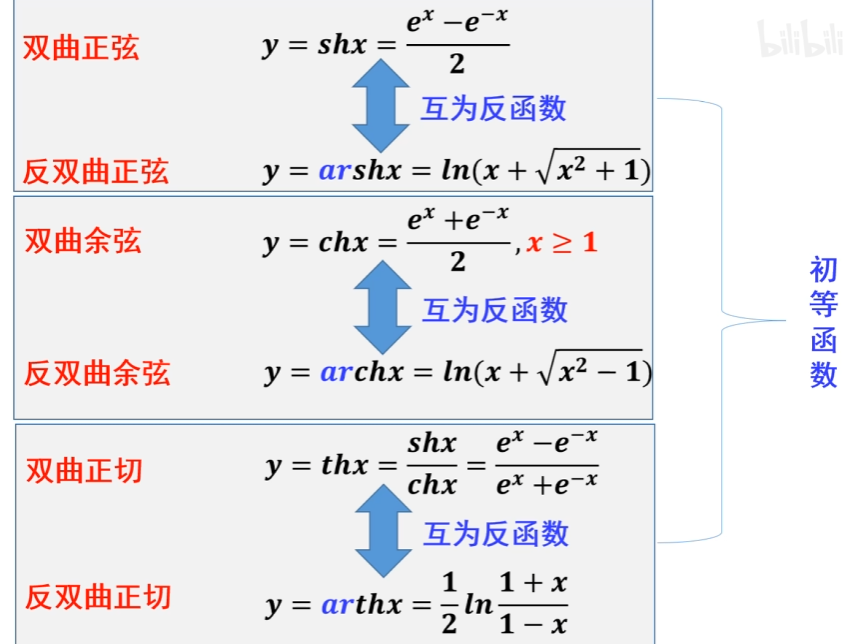 bilibili
双曲正弦 y = shx = \frac{e^x - e^{-x}}{2}
互为反函数
反双曲正弦 y = arshx = ln(x + \sqrt{x^2 + 1})
双曲余弦 y = chx = \frac{e^x + e^{-x}}{2}, x ≥ 1
互为反函数
反双曲余弦 y = archx = ln(x + \sqrt{x^2 - 1})
双曲正切 y = thx = \frac{shx}{chx} = \frac{e^x - e^{-x}}{e^x + e^{-x}}
互为反函数
反双曲正切 y = arthx = \frac{1}{2} ln \frac{1 + x}{1 - x}
初等函数